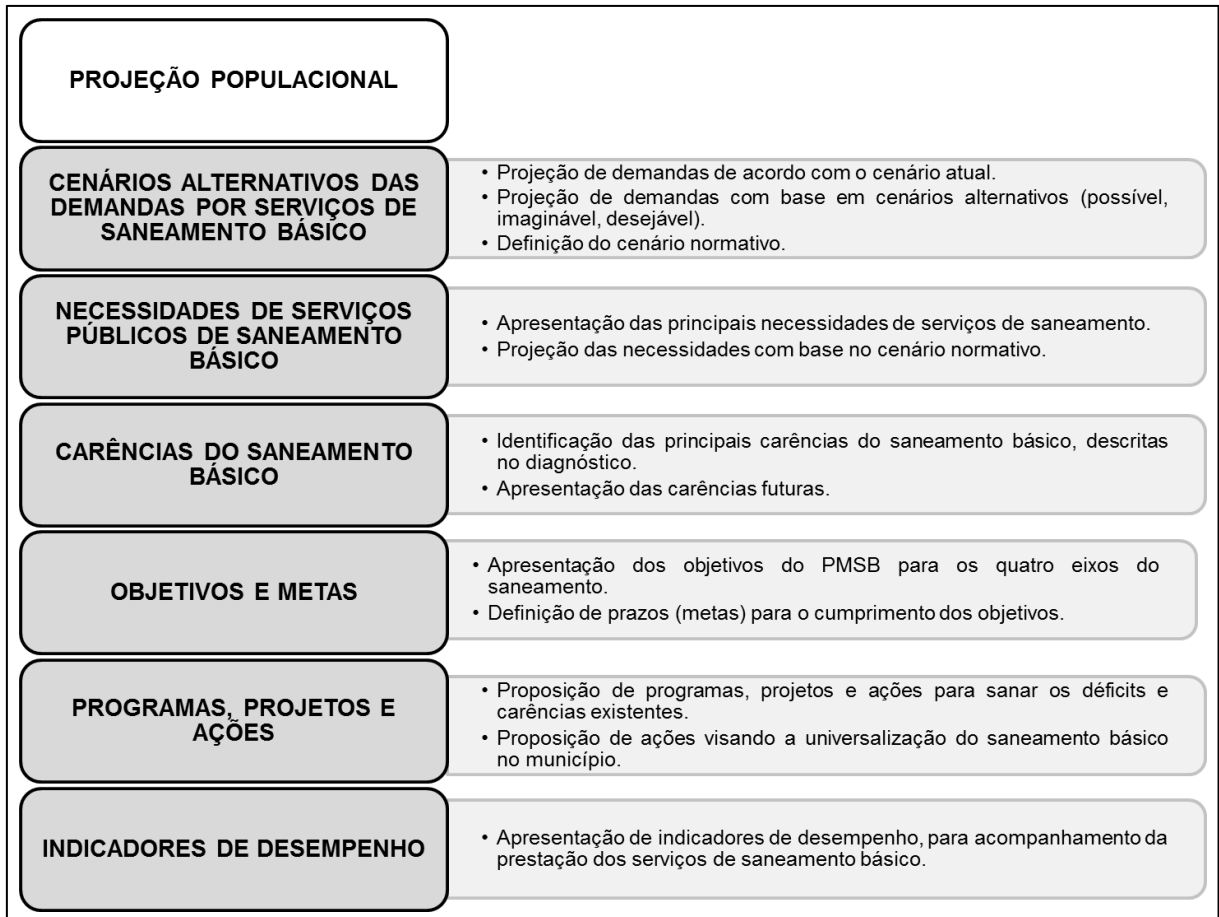 PROJEÇÃO POPULACIONAL
CENÁRIOS ALTERNATIVOS DAS
DEMANDAS POR SERVIÇOS DE
SANEAMENTO BÁSICO
• Projeção de demandas de acordo com o cenário atual.
• Projeção de demandas com base em cenários alternativos (possível,
imaginável, desejável).
• Definição do cenário normativo.
NECESSIDADES DE SERVIÇOS
PÚBLICOS DE SANEAMENTO
BÁSICO
• Apresentação das principais necessidades de serviços de saneamento.
• Projeção das necessidades com base no cenário normativo.
CARÊNCIAS DO SANEAMENTO
BÁSICO
• Identificação das principais carências do saneamento básico, descritas
no diagnóstico.
• Apresentação das carências futuras.
OBJETIVOS E METAS
• Apresentação dos objetivos do PMSB para os quatro eixos do
saneamento.
• Definição de prazos (metas) para o cumprimento dos objetivos.
PROGRAMAS, PROJETOS E
AÇÕES
• Proposição de programas, projetos e ações para sanar os déficits e
carências existentes.
• Proposição de ações visando a universalização do saneamento básico
no município.
INDICADORES DE DESEMPENHO
• Apresentação de indicadores de desempenho, para acompanhamento da
prestação dos serviços de saneamento básico.